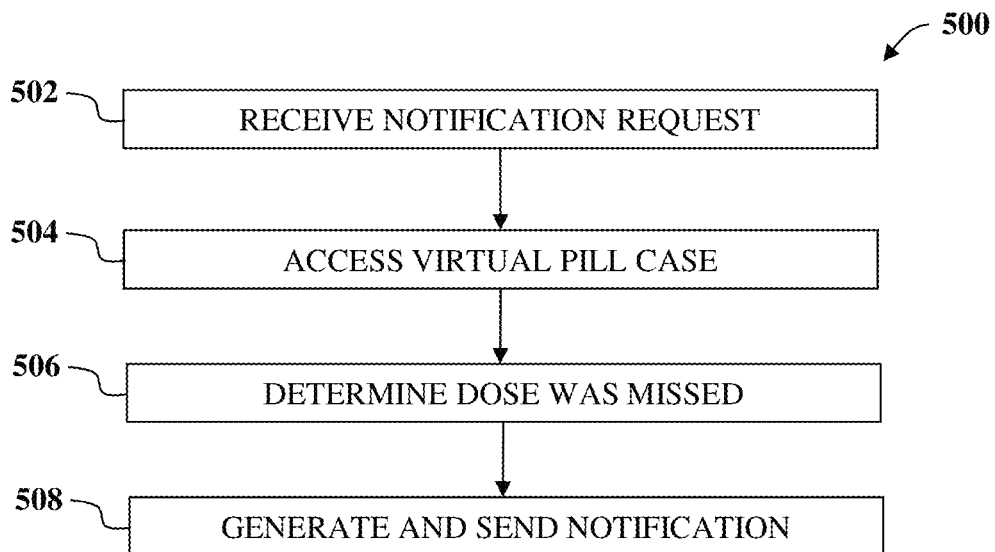 500
502
RECEIVE NOTIFICATION REQUEST
504
ACCESS VIRTUAL PILL CASE
506
DETERMINE DOSE WAS MISSED
508
GENERATE AND SEND NOTIFICATION